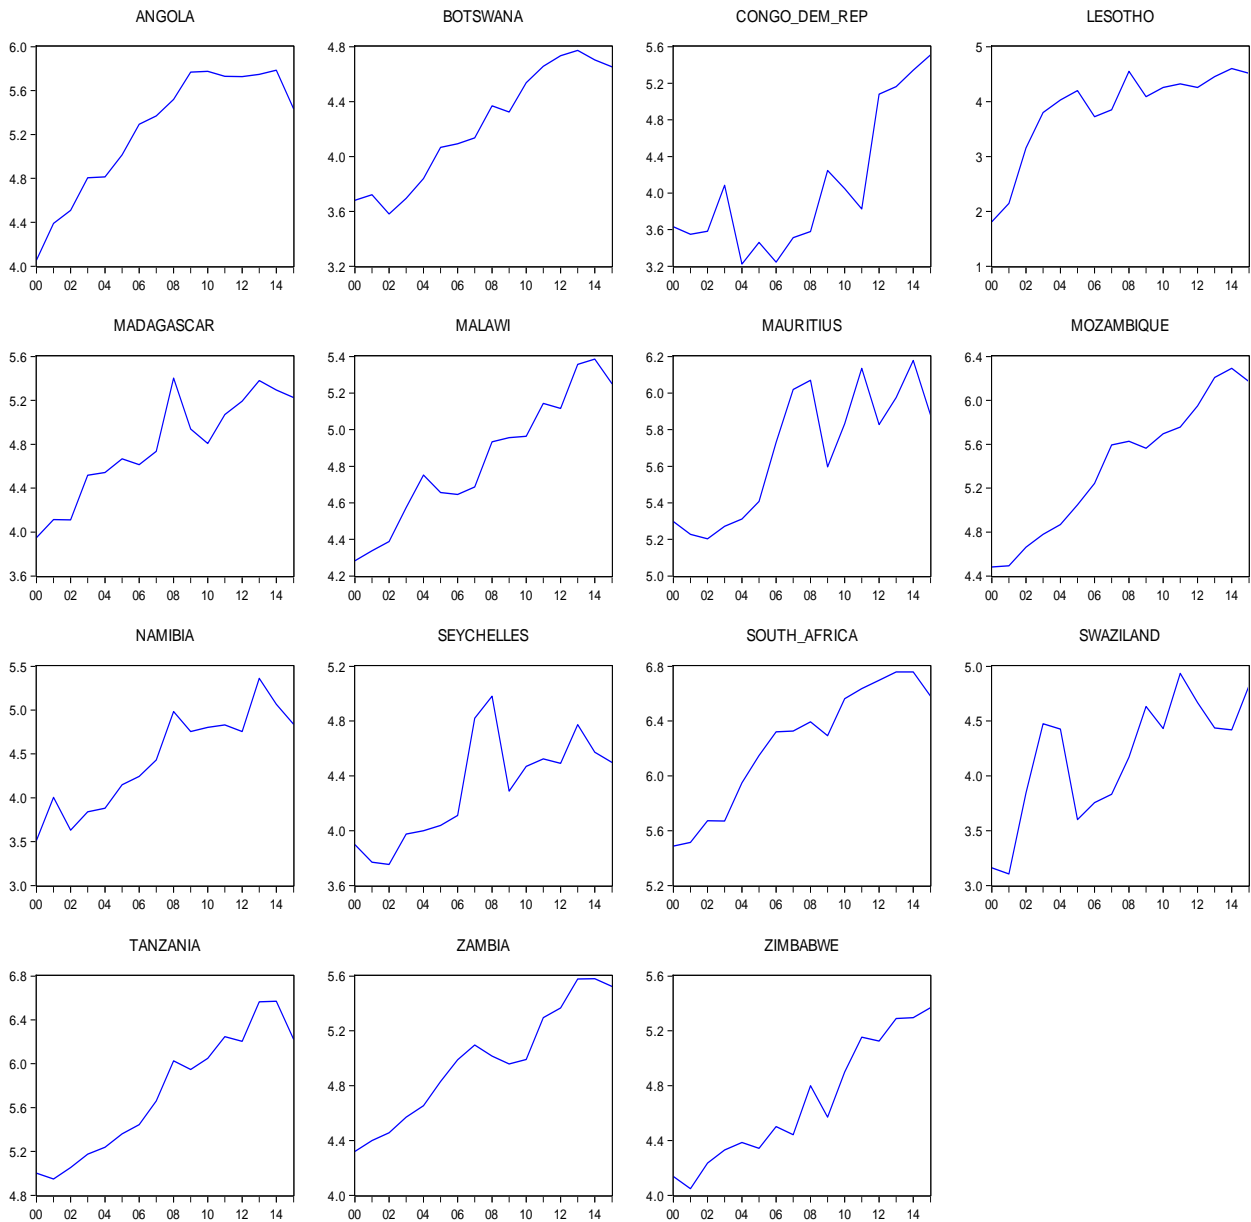 ANGOLA BOTSWANA CONGO_DEM_REP LESOTHO
6.0 4.8 5.6 5
5.6 4.4 5.2 4
5.2 4.0 4.8 3
4.8 3.6 4.4 2
4.4 3.2 4.0 1
4.0 3.6
3.2
00 02 04 06 08 10 12 14 00 02 04 06 08 10 12 14 00 02 04 06 08 10 12 14 00 02 04 06 08 10 12 14
MADAGASCAR MALAWI MAURITIUS MOZAMBIQUE
5.6 5.4 6.2 6.4
5.2 5.2 6.0 6.0
4.8 5.0 5.8 5.6
4.4 4.8 5.6 5.2
4.0 4.6 5.4 4.8
3.6 4.4 5.2 4.4
4.2 5.0
00 02 04 06 08 10 12 14 00 02 04 06 08 10 12 14 00 02 04 06 08 10 12 14 00 02 04 06 08 10 12 14
NAMIBIA SEYCHELLES SOUTH_AFRICA SWAZILAND
5.5 5.2 6.8 5.0
5.0 4.8 6.4 4.5
4.5 4.4 6.0 4.0
4.0 4.0 5.6 3.5
3.5 3.6 5.2 3.0
3.0
00 02 04 06 08 10 12 14 00 02 04 06 08 10 12 14 00 02 04 06 08 10 12 14 00 02 04 06 08 10 12 14
TANZANIA ZAMBIA ZIMBABWE
6.8 5.6 5.6
6.4 5.2 5.2
6.0 4.8 4.8
5.6 4.4 4.4
5.2 4.0 4.0
4.8
00 02 04 06 08 10 12 14 00 02 04 06 08 10 12 14 00 02 04 06 08 10 12 14